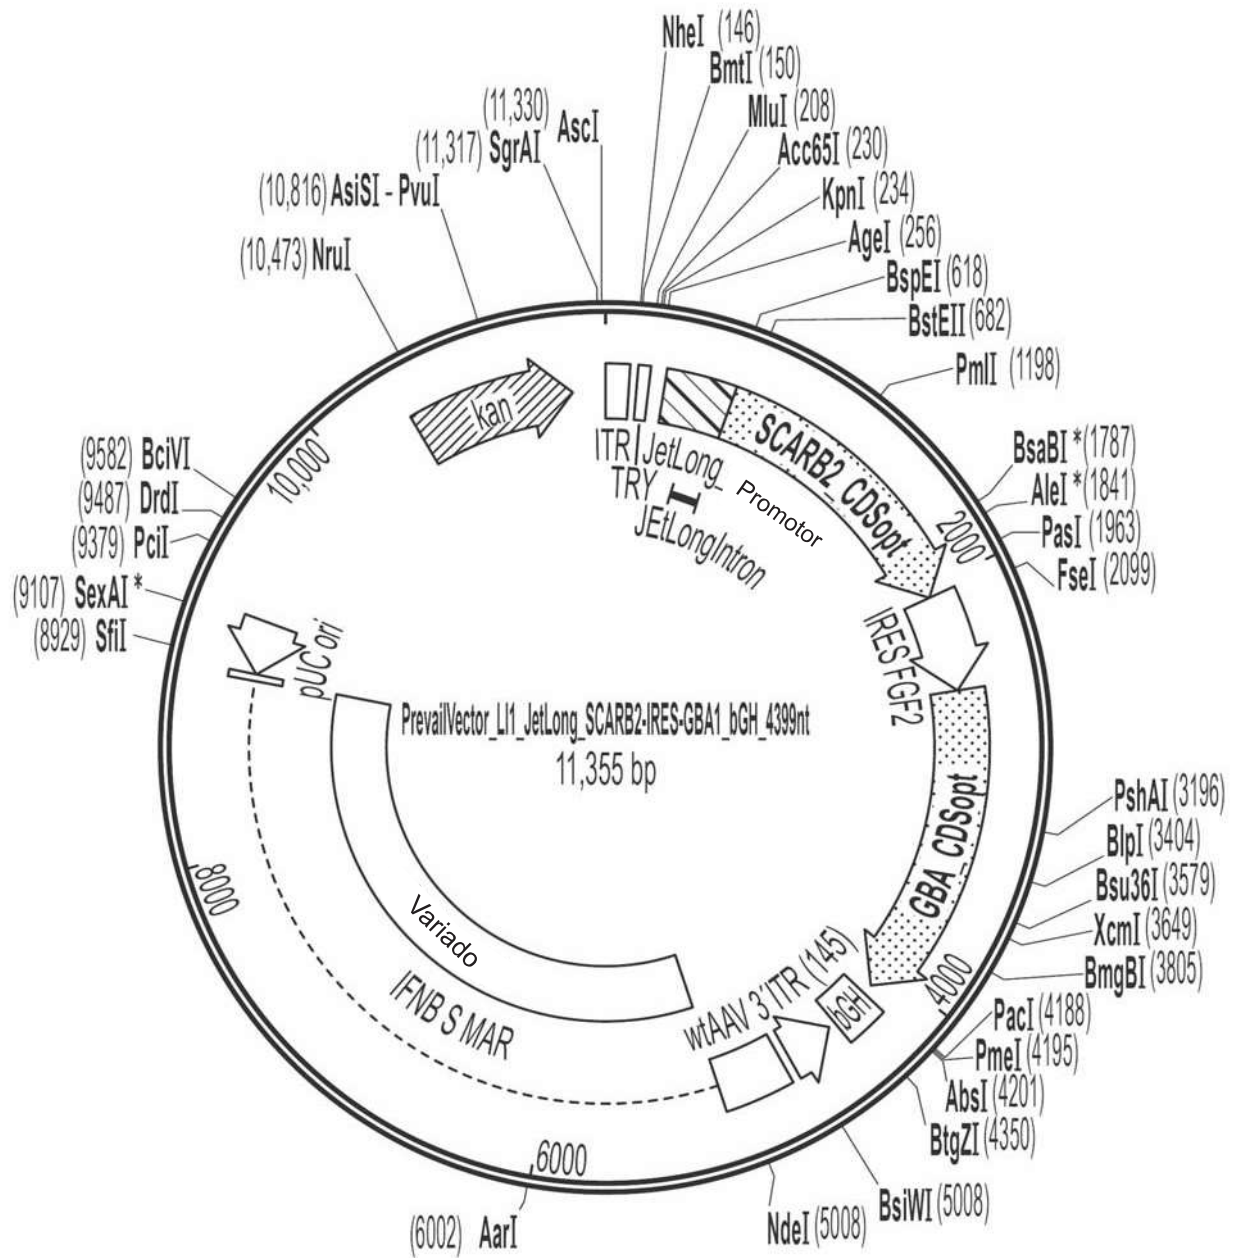 NheI (146)
BmtI (150)
MluI (208)
Acc65I (230)
KpnI (234)
AgeI (256)
BspEI (618)
BstEII (682)
PmlI (1198)
BsaBI * (1787)
AleI * (1841)
2000
PasI (1963)
FseI (2099)
PshAI (3196)
BlpI (3404)
Bsu36I (3579)
XcmI (3649)
BmgBI (3805)
4000
PacI (4188)
PmeI (4195)
AbsI (4201)
BtgZI (4350)
BsiWI (5008)
NdeI (5008)
6000
(6002) AarI
8000
(8929) SfiI
(9107) SexAI *
(9379) PciI
(9487) DrdI
(9582) BciVI
10,000
(10,473) NruI
(10,816) AsiSI - PvuI
(11,317) SgrAI
(11,330) AscI
kan
ITR
TRY
JetLong_ Promotor
JEtLongIntron
SCARB2_CDSopt
IRES FGF2
GBA_CDSopt
bGH
wtAAV 3'ITR (145)
Variado
IFNB S MAR
pUC ori
PrevailVector_LI1_JetLong_SCARB2-IRES-GBA1_bGH_4399nt
11,355 bp